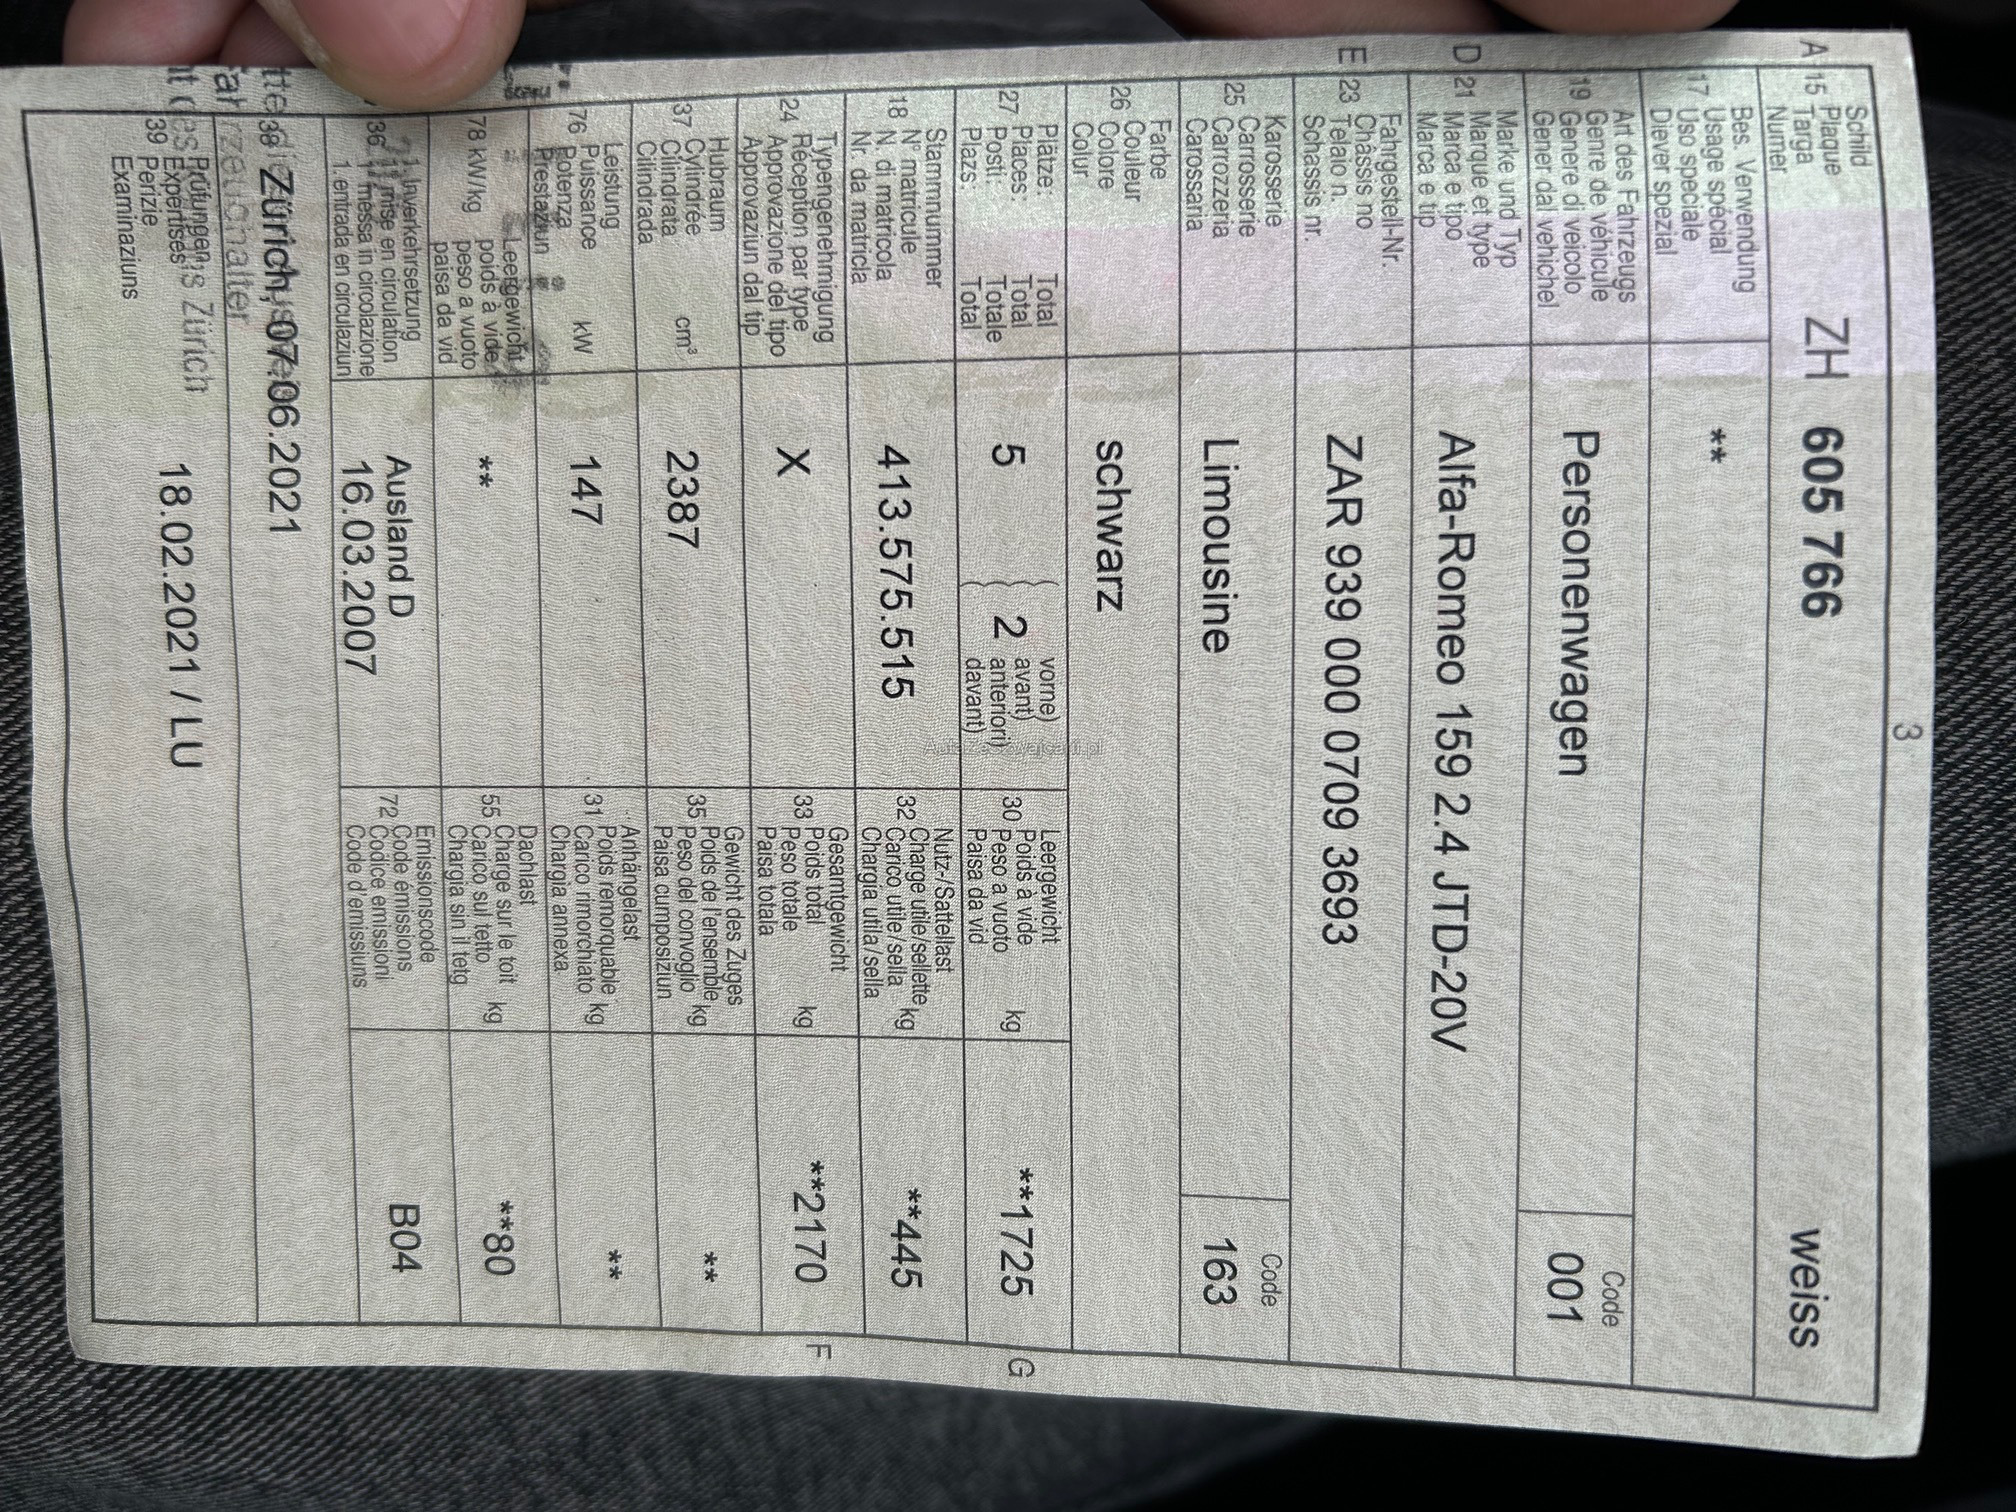 3
Schild
Plaque
A 15 Targa
Numer
ZH 605 766 weiss
Bes. Verwendung
Usage spécial
17 Uso speciale
Diever spezial
**
Art des Fahrzeugs
Genre de véhicule
19 Genere di veicolo
Gener dal vehichel
Personenwagen
Code
001
Marke und Typ
Marque et type
D 21 Marca e tipo
Marca e tip
Alfa-Romeo 159 2.4 JTD-20V
Fahrgestell-Nr.
Châssis no
E 23 Telaio n.
Schassis nr.
ZAR 939 000 0709 3693
Karosserie
Carrosserie
25 Carrozzeria
Carossaria
Limousine
Code
163
Farbe
Couleur
26 Colore
Colur
schwarz
Plätze: Total
Places: Total
27 Posti: Totale
Plazs: Total
5
( vorne)
( 2 avant)
( anteriori)
( davant)
Leergewicht
Poids à vide
30 Peso a vuoto kg
Paisa da vid
**1725
G
Stammnummer
N° matricule
18 N. di matricola
Nr. da matricla
413.575.515
Nutz-/Sattellast
Charge utile/sellette
32 Carico utile/sella kg
Chargia utila/sella
**445
Typengenehmigung
Réception par type
24 Approvazione del tipo
Approvaziun dal tip
X
Gesamtgewicht
Poids total
33 Peso totale kg
Paisa totala
**2170
F
Hubraum
Cylindrée
37 Cilindrata cm³
Cilindrada
2387
Gewicht des Zuges
Poids de l'ensemble
35 Peso del convoglio kg
Paisa cumposiziun
**
Leistung
Puissance
76 Potenza kW
Prestaziun
147
Anhängelast
Poids remorquable
31 Carico rimorchiato kg
Chargia annexa
**
Leergewicht
poids à vide
78 kW/kg peso a vuoto
paisa da vid
**
Dachlast
Charge sur le toit
55 Carico sul tetto kg
Chargia sin il tetg
**80
1. Inverkehrsetzung
1. mise en circulation
36 1. messa in circolazione
1. entrada en circulaziun
Ausland D
16.03.2007
Emissionscode
Code émissions
72 Codice emissioni
Code d'emissiuns
B04
38 Zürich, 07.06.2021
Prüfungen
Expertises
39 Perizie
Examinaziuns
Zürich
18.02.2021 / LU